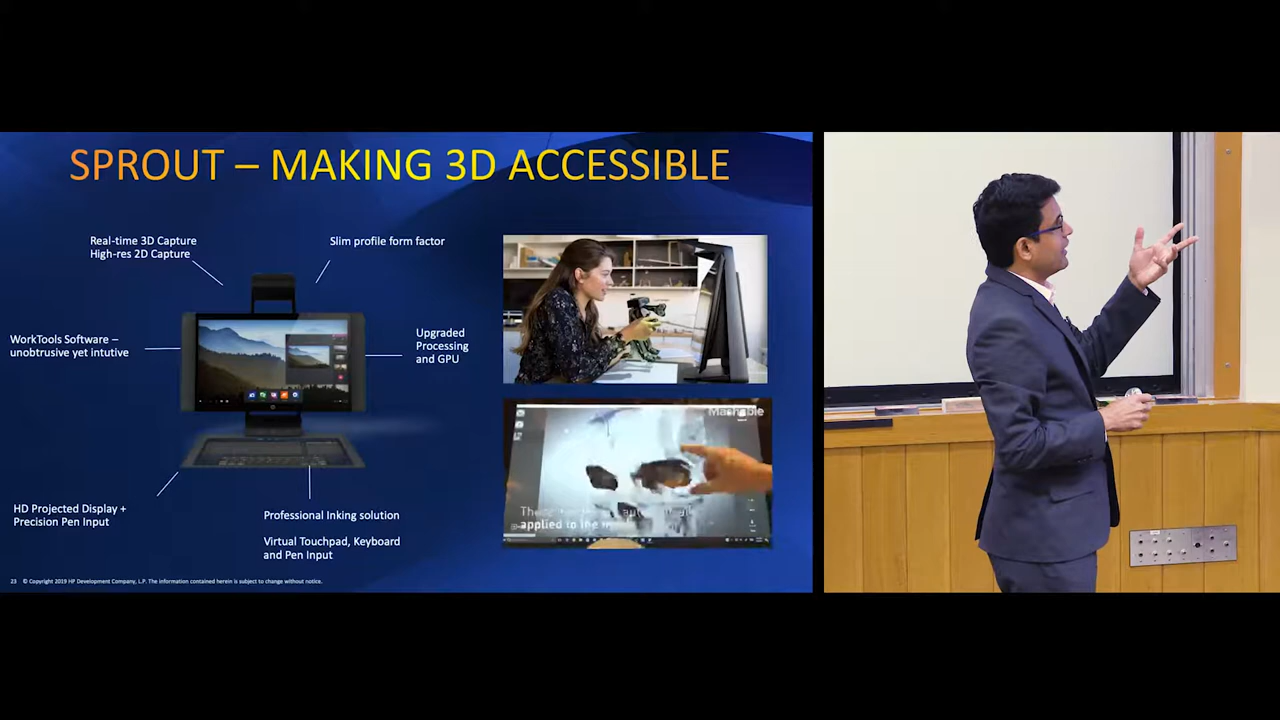 SPROUT – MAKING 3D ACCESSIBLE
Real-time 3D Capture
High-res 2D Capture
Slim profile form factor
WorkTools Software –
unobtrusive yet intutive
Upgraded
Processing
and GPU
Mashable
applied to the
HD Projected Display +
Precision Pen Input
Professional Inking solution
Virtual Touchpad, Keyboard
and Pen Input
23 © Copyright 2019 HP Development Company, L.P. The information contained herein is subject to change without notice.